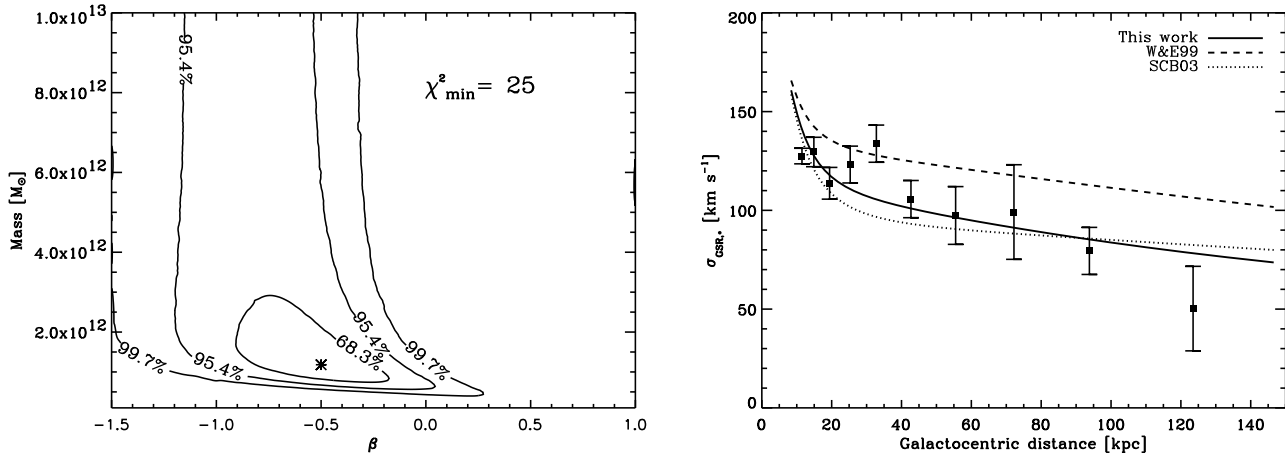 1.0x10¹³
8.0x10¹²
6.0x10¹²
4.0x10¹²
2.0x10¹²
Mass [M☉]
95.4%
χ²min= 25
99.7%
95.4%
68.3%
95.4%
99.7%
-1.5 -1.0 -0.5 0.0 0.5 1.0
β
200
150
100
50
0
σGSR,* [km s⁻¹]
This work
W&E99
SCB03
0 20 40 60 80 100 120 140
Galactocentric distance [kpc]